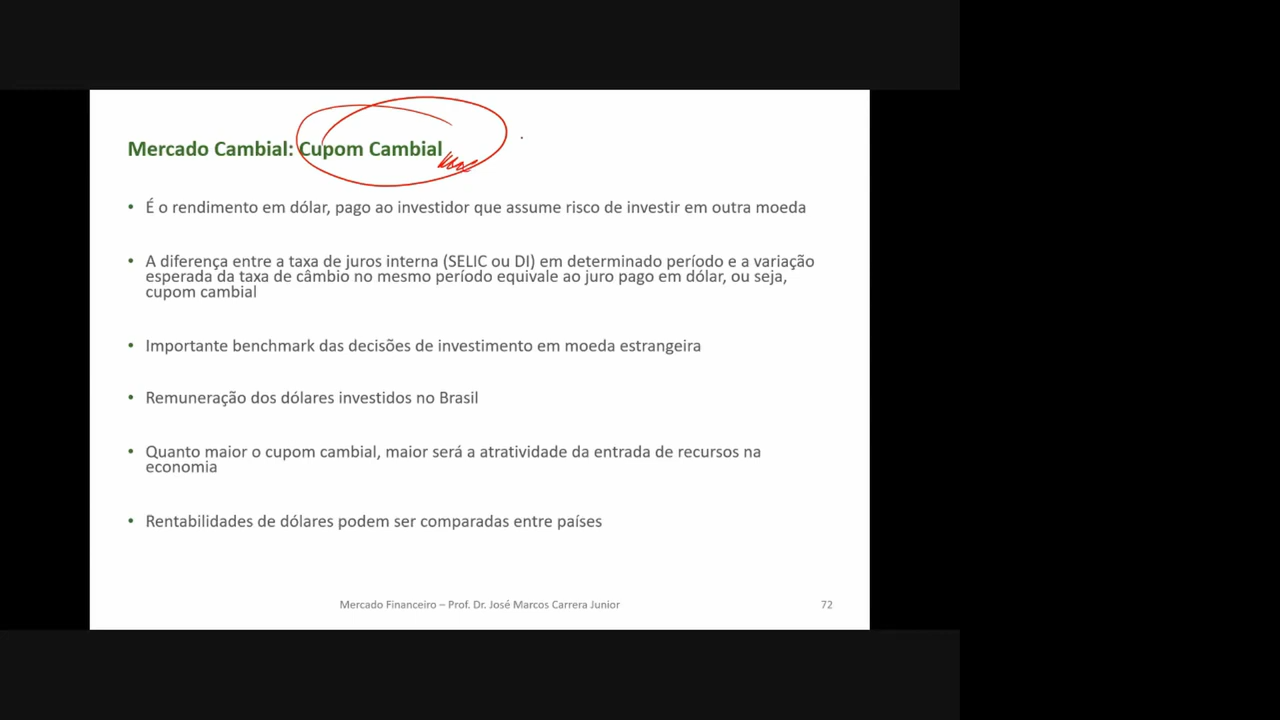 Mercado Cambial: Cupom Cambial
• É o rendimento em dólar, pago ao investidor que assume risco de investir em outra moeda
• A diferença entre a taxa de juros interna (SELIC ou DI) em determinado período e a variação
esperada da taxa de câmbio no mesmo período equivale ao juro pago em dólar, ou seja,
cupom cambial
• Importante benchmark das decisões de investimento em moeda estrangeira
• Remuneração dos dólares investidos no Brasil
• Quanto maior o cupom cambial, maior será a atratividade da entrada de recursos na
economia
• Rentabilidades de dólares podem ser comparadas entre países
Mercado Financeiro – Prof. Dr. José Marcos Carrera Junior
72